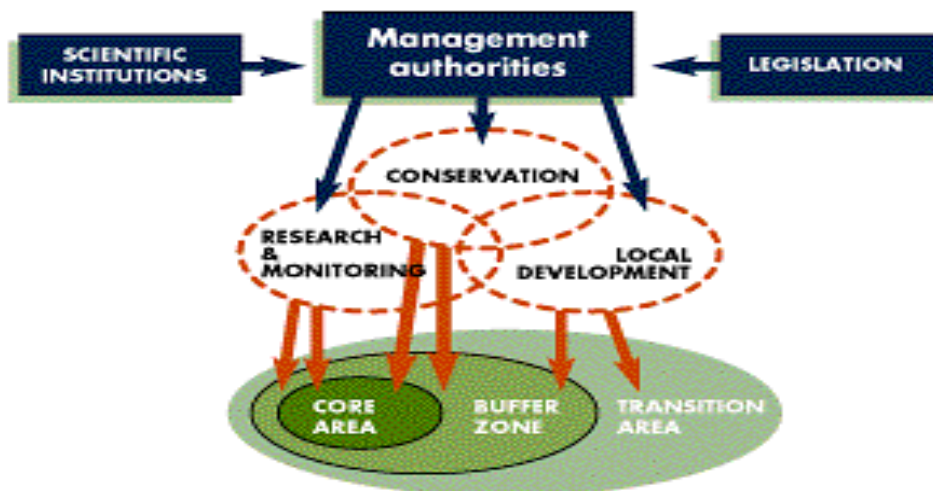 SCIENTIFIC
INSTITUTIONS
Management
authorities
LEGISLATION
CONSERVATION
RESEARCH
&
MONITORING
LOCAL
DEVELOPMENT
CORE
AREA
BUFFER
ZONE
TRANSITION
AREA